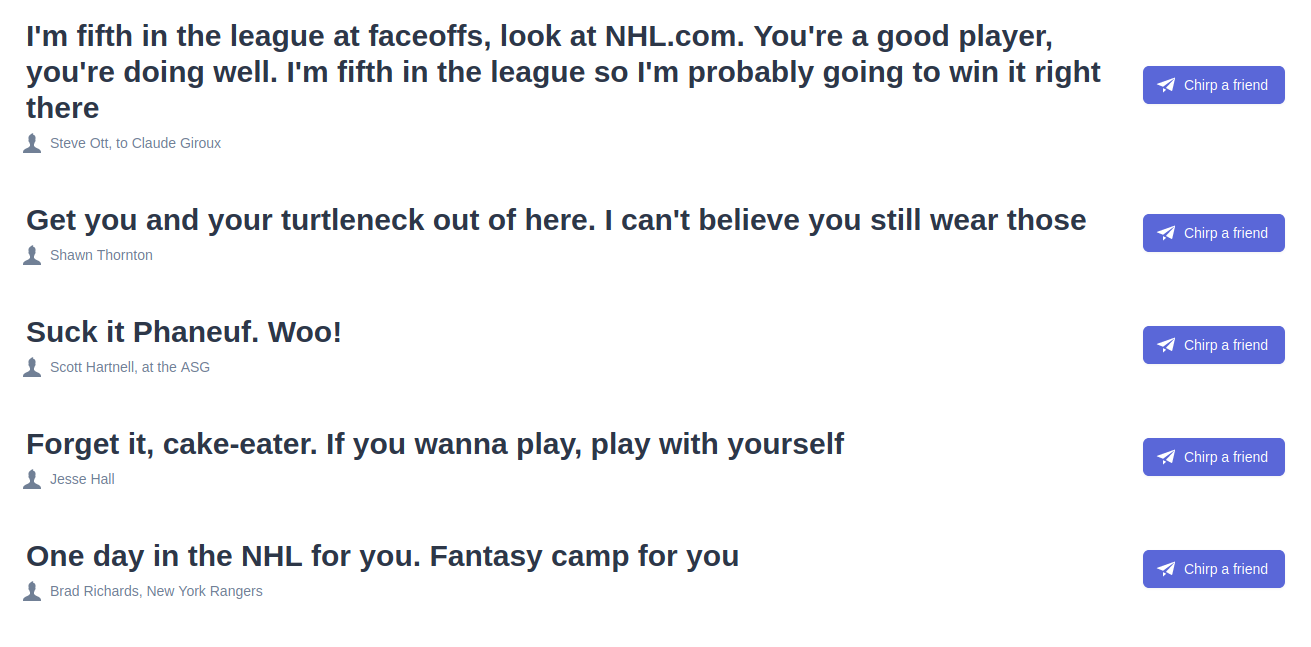 I'm fifth in the league at faceoffs, look at NHL.com. You're a good player,
you're doing well. I'm fifth in the league so I'm probably going to win it right
there
Chirp a friend
Steve Ott, to Claude Giroux
Get you and your turtleneck out of here. I can't believe you still wear those
Chirp a friend
Shawn Thornton
Suck it Phaneuf. Woo!
Chirp a friend
Scott Hartnell, at the ASG
Forget it, cake-eater. If you wanna play, play with yourself
Chirp a friend
Jesse Hall
One day in the NHL for you. Fantasy camp for you
Chirp a friend
Brad Richards, New York Rangers